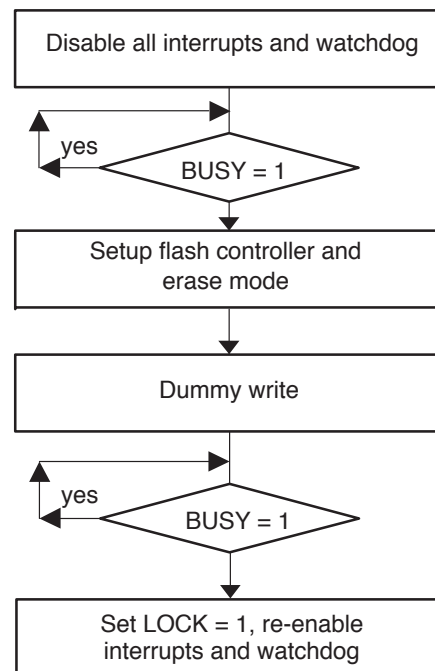 Disable all interrupts and watchdog
yes
BUSY = 1
Setup flash controller and
erase mode
Dummy write
yes
BUSY = 1
Set LOCK = 1, re-enable
interrupts and watchdog